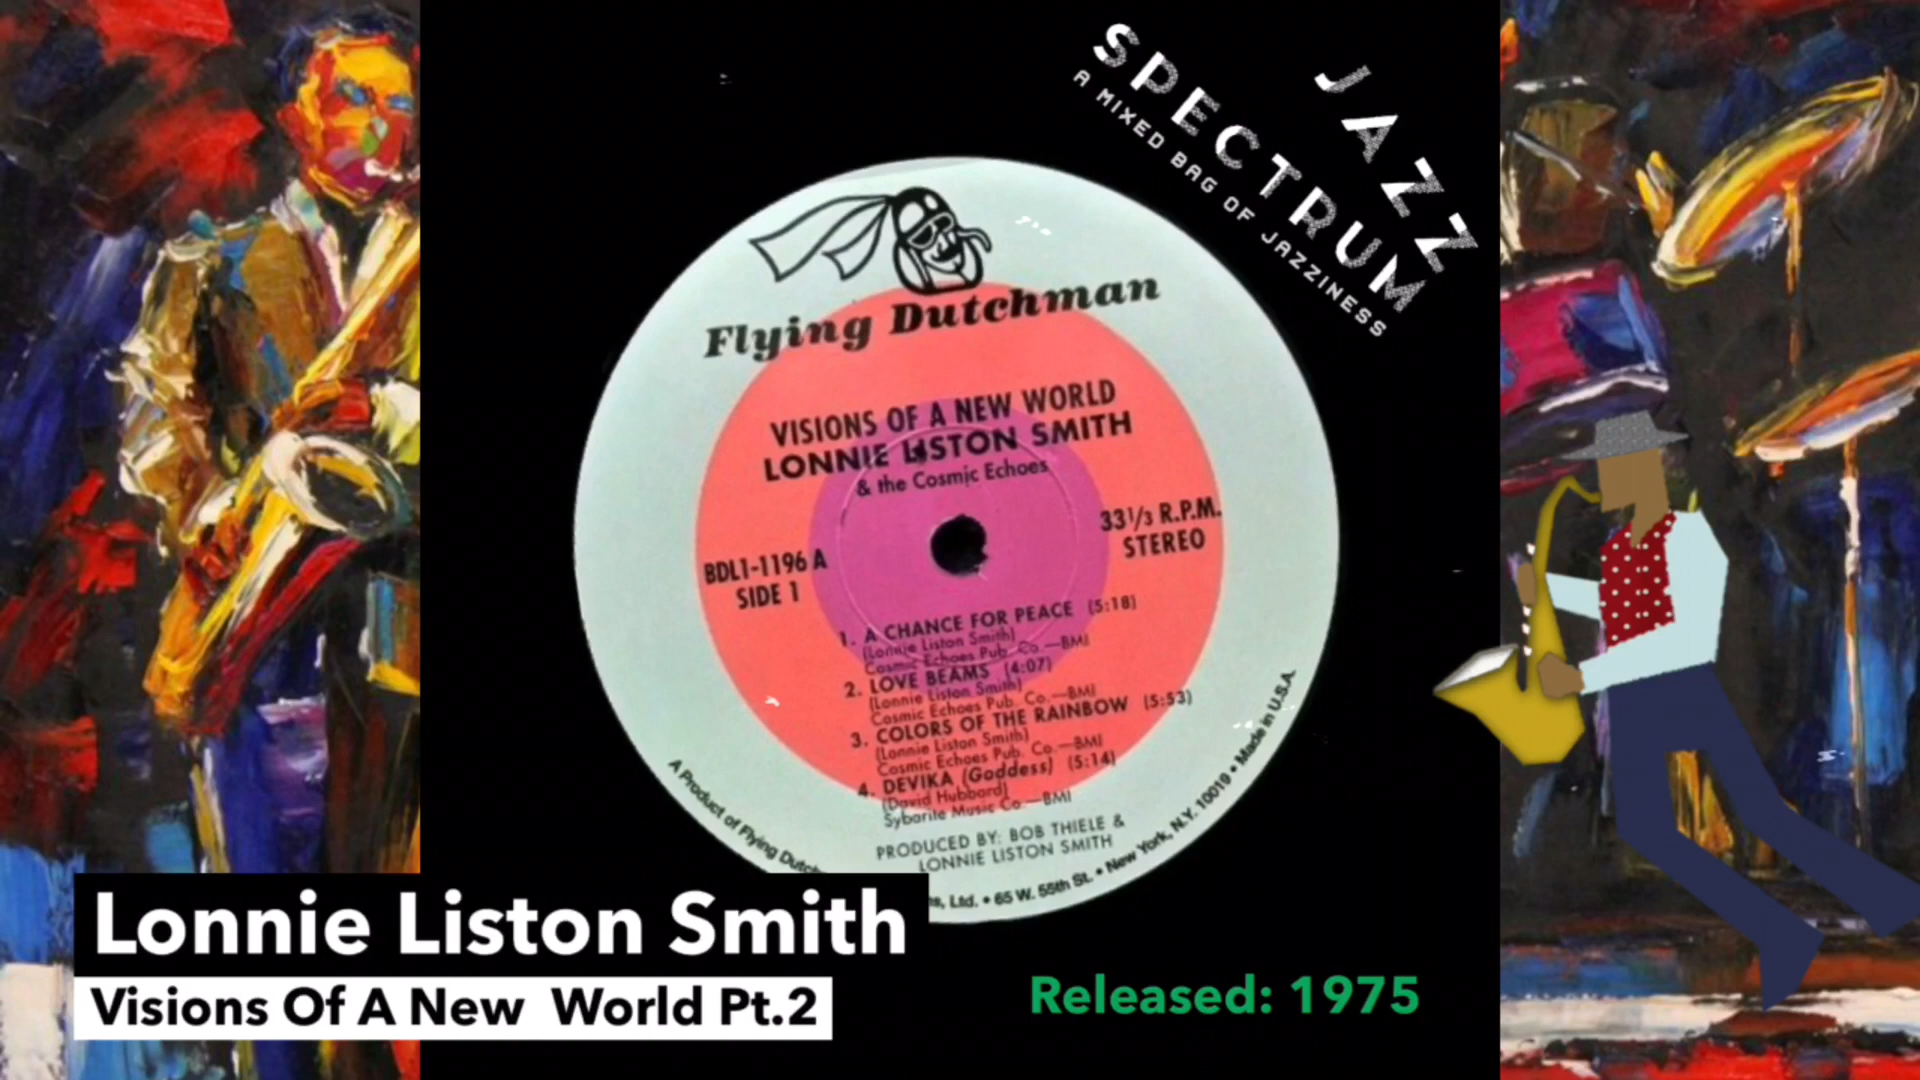 JAZZ
SPECTRUM
A MIXED BAG OF JAZZINESS
Flying Dutchman
VISIONS OF A NEW WORLD
LONNIE LISTON SMITH
& the Cosmic Echoes
33 1/3 R.P.M.
STEREO
BDL1-1196 A
SIDE 1
1. A CHANCE FOR PEACE (5:18)
(Lonnie Liston Smith)
Cosmic Echoes Pub. Co.—BMI
2. LOVE BEAMS (4:07)
(Lonnie Liston Smith)
Cosmic Echoes Pub. Co.—BMI
3. COLORS OF THE RAINBOW (5:53)
(Lonnie Liston Smith)
Cosmic Echoes Pub. Co.—BMI
4. DEVIKA (Goddess) (5:14)
(David Hubbard)
Sybarite Music Co.—BMI
PRODUCED BY: BOB THIELE &
LONNIE LISTON SMITH
A Product of Flying Ltd. • 65 W. 55th St. • New York, N.Y. 10019 • Made in U.S.A.
Lonnie Liston Smith
Visions Of A New World Pt.2
Released: 1975